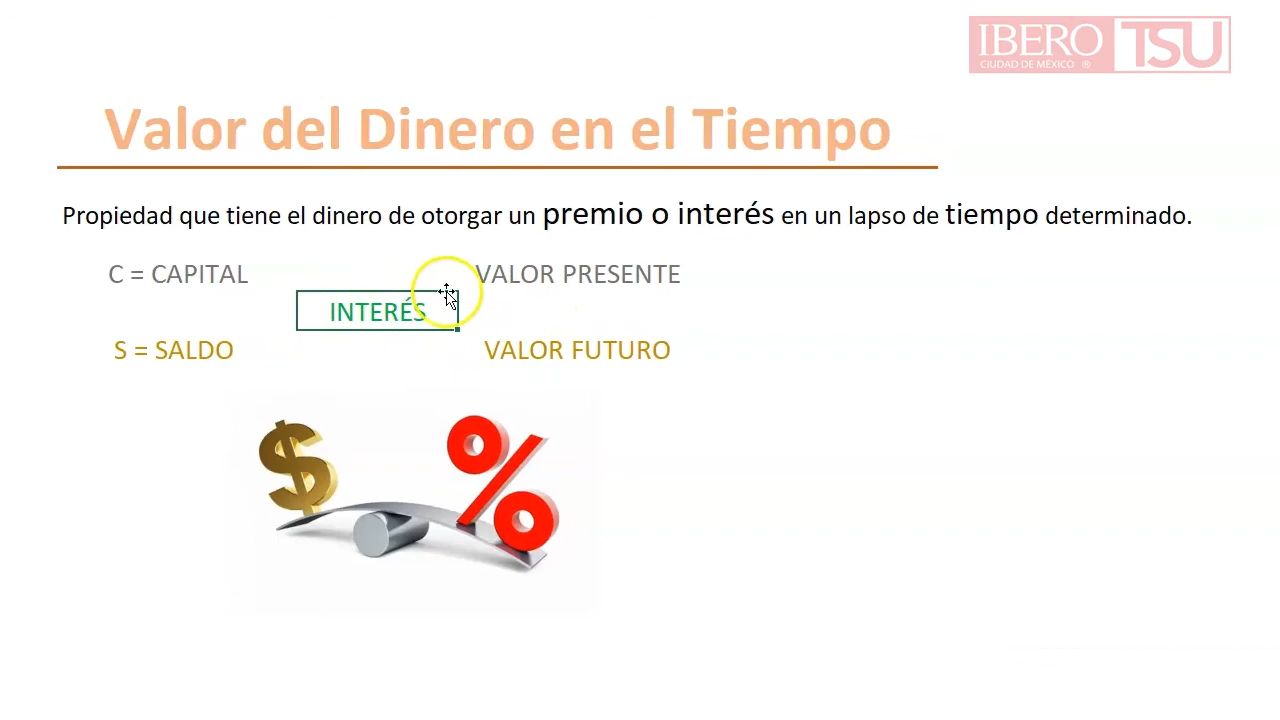 IBERO TSU
CIUDAD DE MÉXICO ®
Valor del Dinero en el Tiempo
Propiedad que tiene el dinero de otorgar un premio o interés en un lapso de tiempo determinado.
C = CAPITAL VALOR PRESENTE
INTERÉS
S = SALDO VALOR FUTURO
$ %